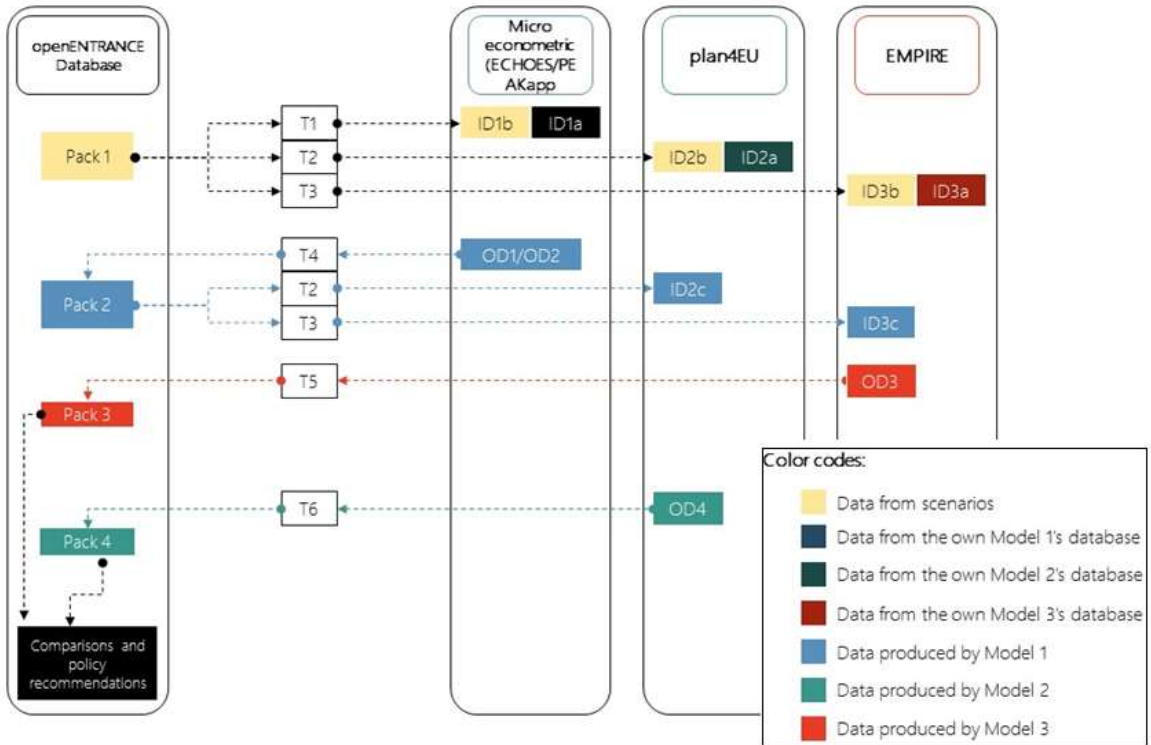 openENTRANCE
Database
Micro
econometric
(ECHOES/PE
AKapp
plan4EU
EMPIRE
Pack 1
T1
T2
T3
ID1b
ID1a
ID2b
ID2a
ID3b
ID3a
T4
OD1/OD2
Pack 2
T2
T3
ID2c
ID3c
T5
OD3
Pack 3
T6
OD4
Pack 4
Comparisons and
policy
recommendations
Color codes:
Data from scenarios
Data from the own Model 1's database
Data from the own Model 2's database
Data from the own Model 3's database
Data produced by Model 1
Data produced by Model 2
Data produced by Model 3